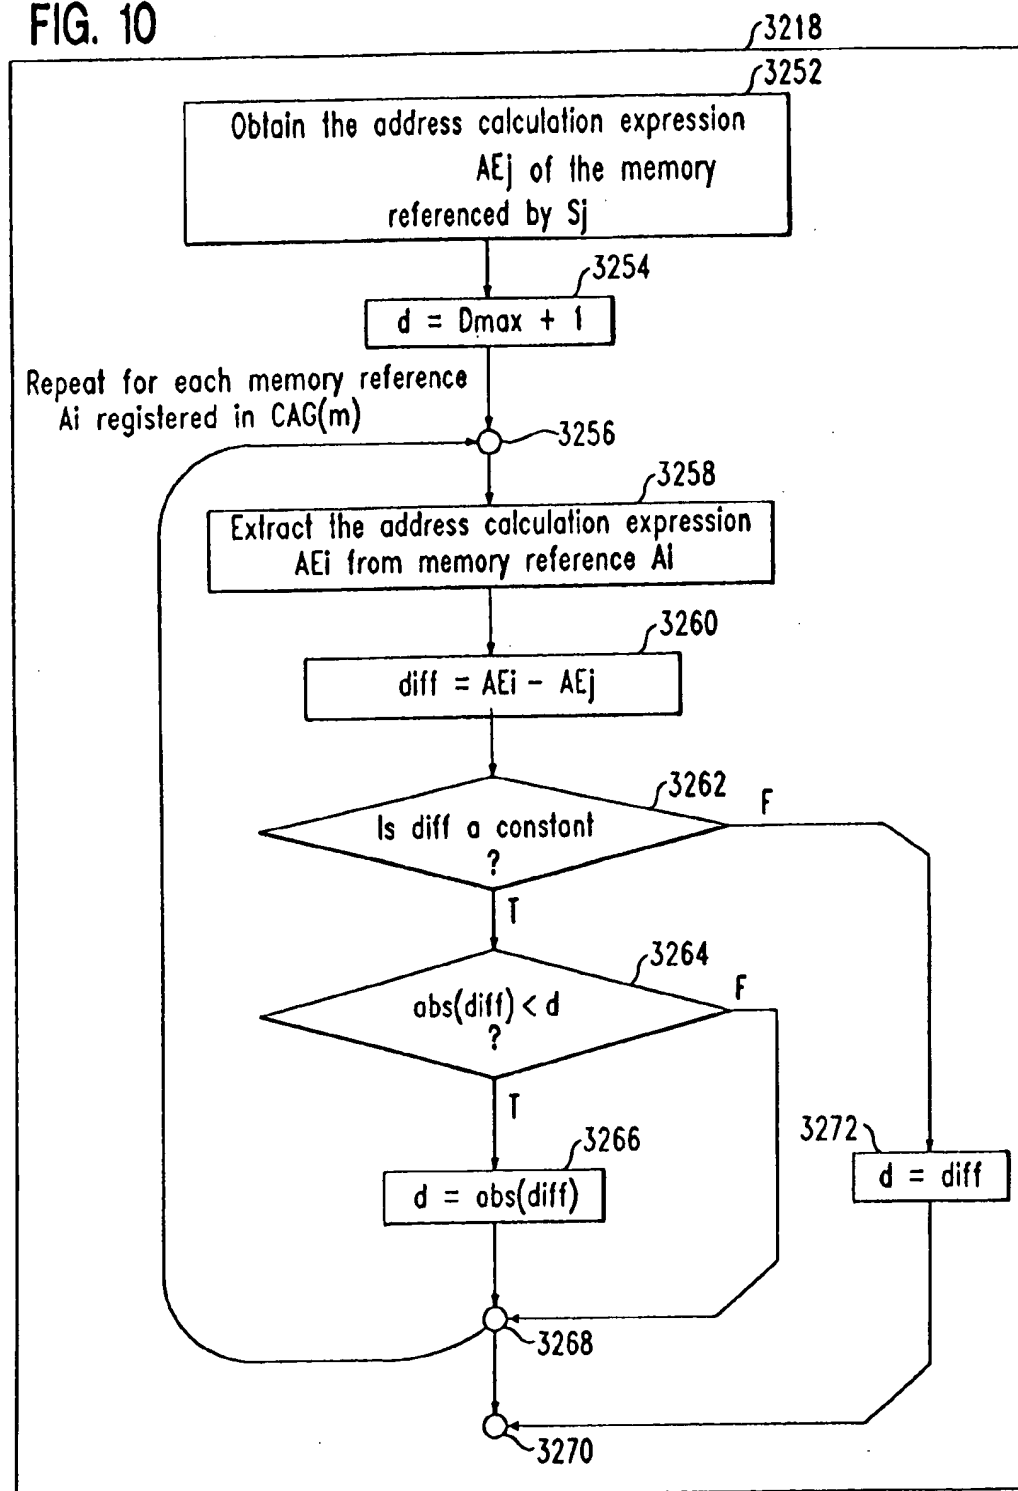 FIG. 10
3218
3252
Obtain the address calculation expression
AEj of the memory
referenced by Sj
3254
d = Dmax + 1
Repeat for each memory reference
Ai registered in CAG(m)
3256
3258
Extract the address calculation expression
AEi from memory reference Ai
3260
diff = AEi - AEj
3262
F
Is diff a constant
?
T
3264
F
abs(diff) < d
?
T
3266
3272
d = abs(diff)
d = diff
3268
3270